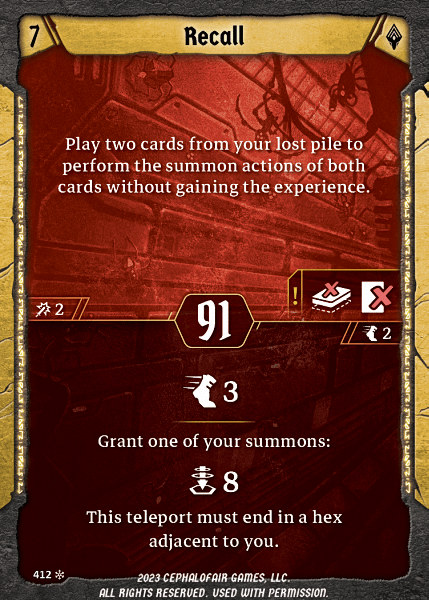 7
Recall
Play two cards from your lost pile to
perform the summon actions of both
cards without gaining the experience.
!
2
91
2
3
Grant one of your summons:
8
This teleport must end in a hex
adjacent to you.
412
2023 CEPHALOFAIR GAMES, LLC.
ALL RIGHTS RESERVED. USED WITH PERMISSION.